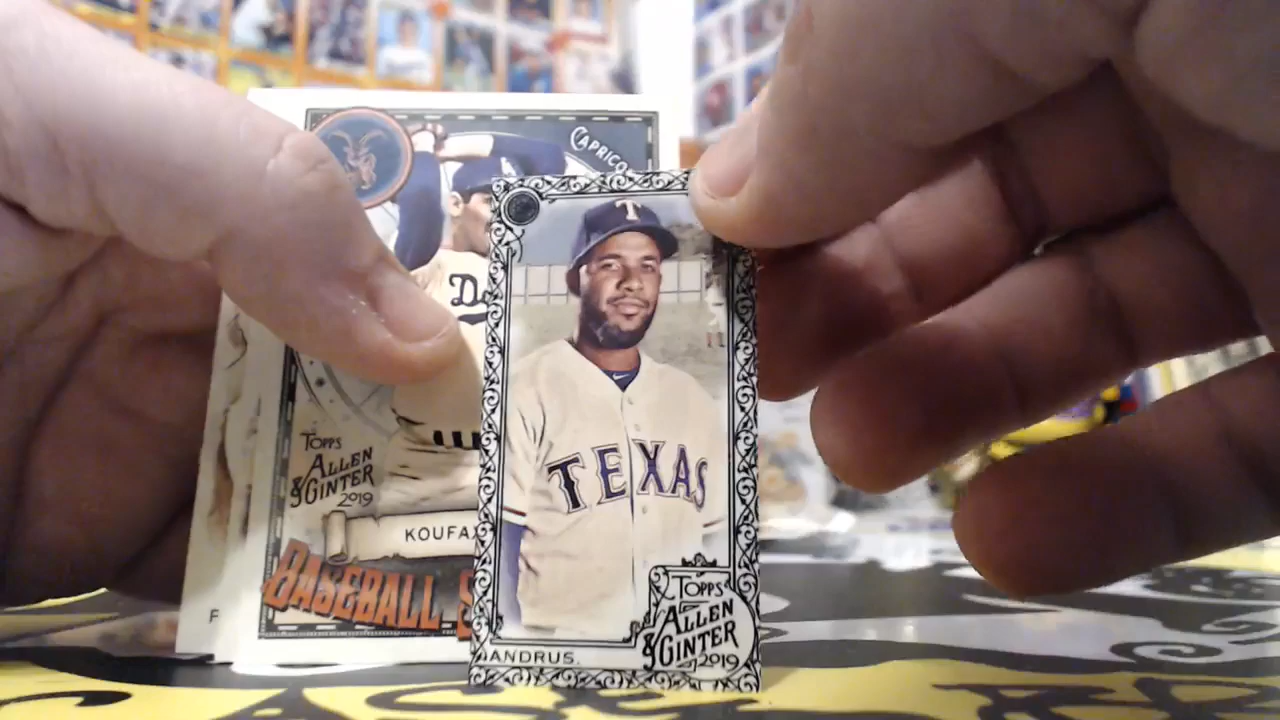 CAPRICO
T
D
TEXAS
TOPPS
ALLEN
& GINTER
2019
KOUFAX
BASEBALL S
F
ANDRUS.
TOPPS
ALLEN
& GINTER
2019